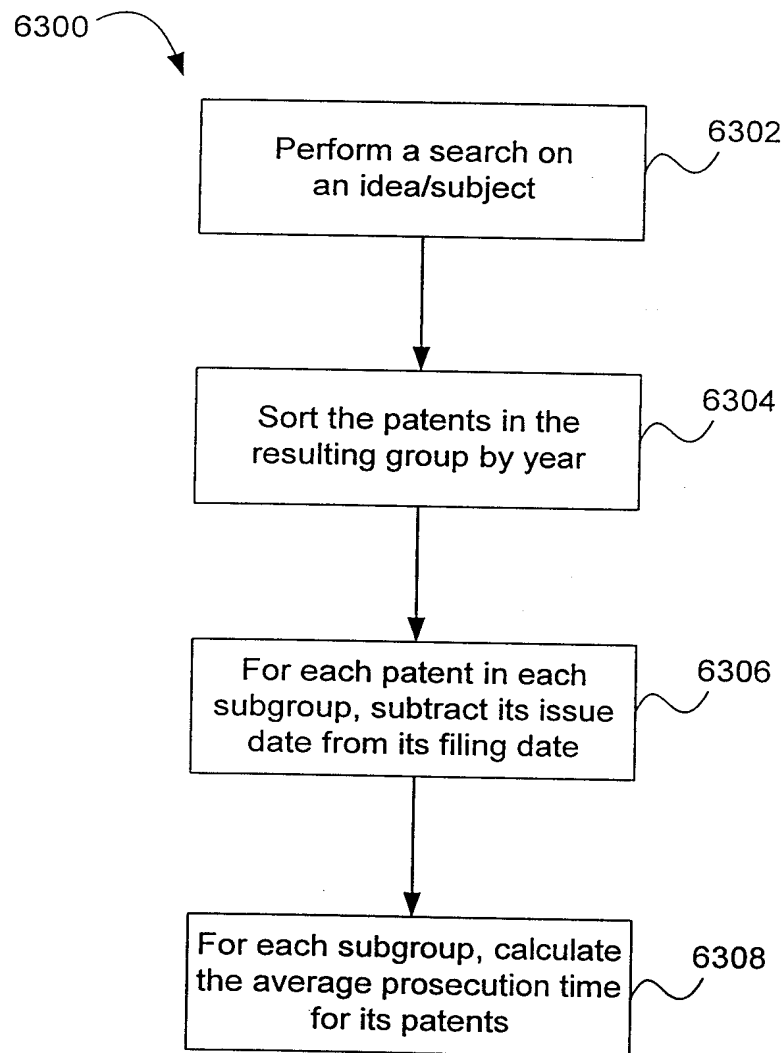 6300
6302
Perform a search on
an idea/subject
6304
Sort the patents in the
resulting group by year
6306
For each patent in each
subgroup, subtract its issue
date from its filing date
6308
For each subgroup, calculate
the average prosecution time
for its patents